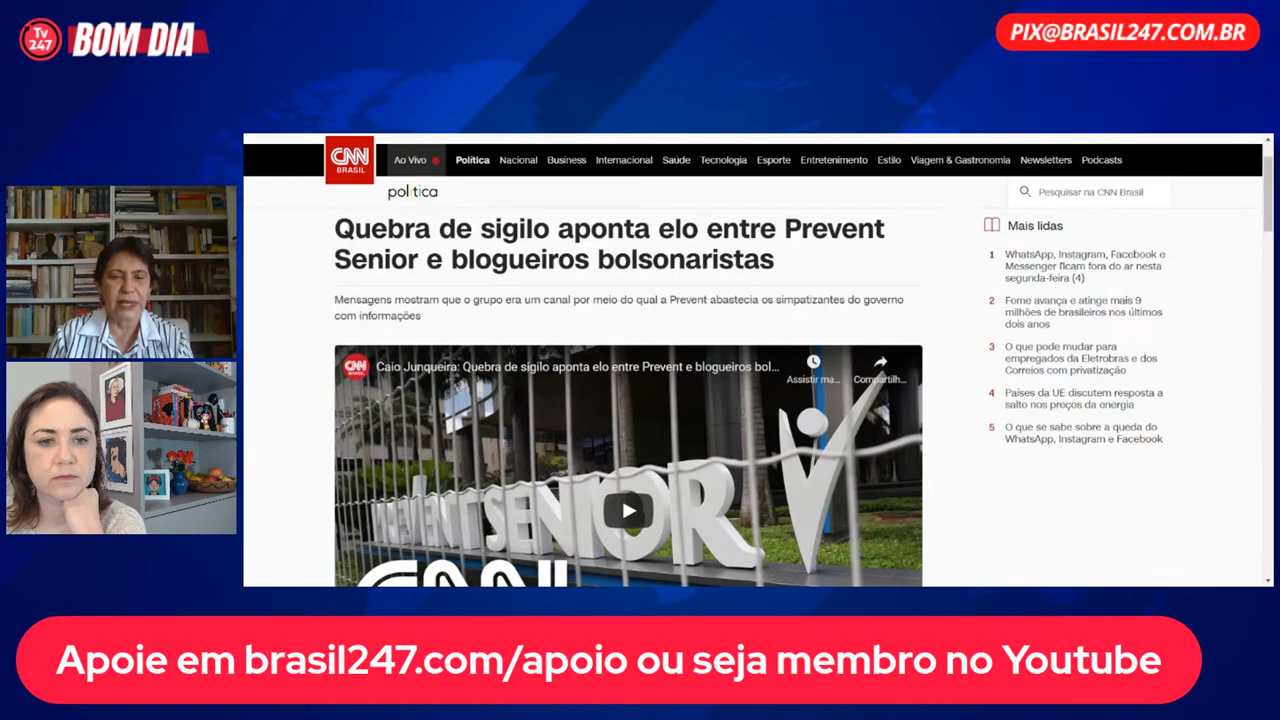 Tv
247
BOM DIA
PIX@BRASIL247.COM.BR
CNN
BRASIL
Ao Vivo
Política
Nacional
Business
Internacional
Saúde
Tecnologia
Esporte
Entretenimento
Estilo
Viagem & Gastronomia
Newsletters
Podcasts
política
Pesquisar na CNN Brasil
Quebra de sigilo aponta elo entre Prevent
Senior e blogueiros bolsonaristas
Mensagens mostram que o grupo era um canal por meio do qual a Prevent abastecia os simpatizantes do governo
com informações
CNN
BRASIL
Caio Junqueira: Quebra de sigilo aponta elo entre Prevent e blogueiros bol...
Assistir ma...
Compartilh...
PREVENT SENIOR
CNN
Mais lidas
1 WhatsApp, Instagram, Facebook e
Messenger ficam fora do ar nesta
segunda-feira (4)
2 Fome avança e atinge mais 9
milhões de brasileiros nos últimos
dois anos
3 O que pode mudar para
empregados da Eletrobras e dos
Correios com privatização
4 Países da UE discutem resposta a
salto nos preços da energia
5 O que se sabe sobre a queda do
WhatsApp, Instagram e Facebook
Apoie em brasil247.com/apoio ou seja membro no Youtube